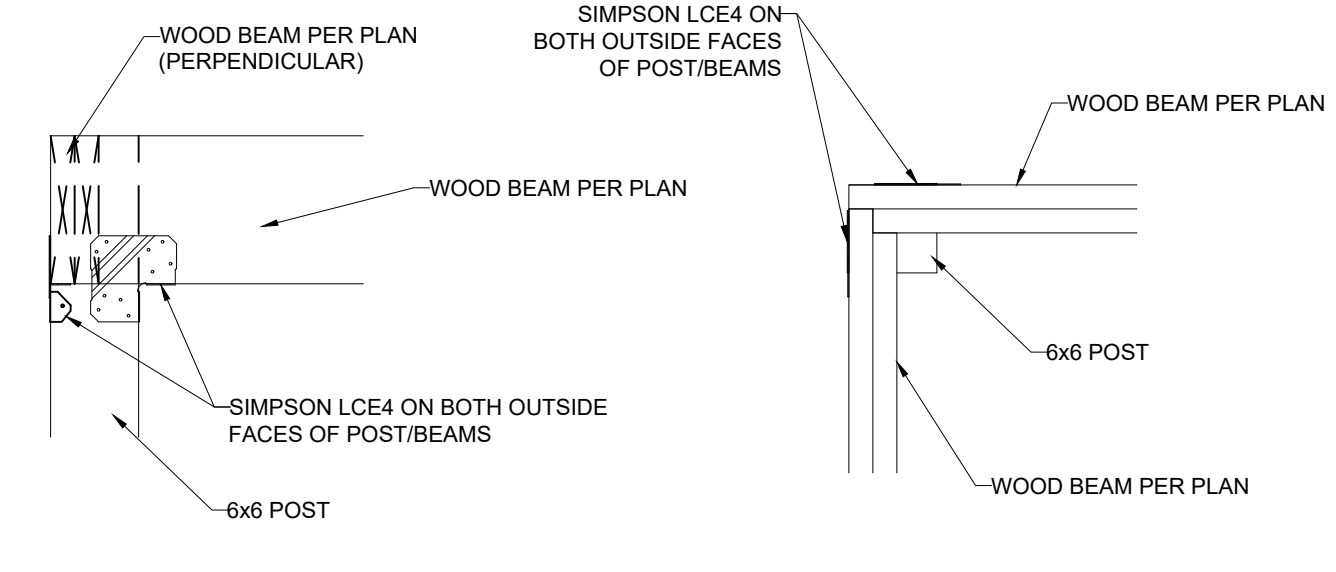 WOOD BEAM PER PLAN
(PERPENDICULAR)
WOOD BEAM PER PLAN
SIMPSON LCE4 ON BOTH OUTSIDE
FACES OF POST/BEAMS
6x6 POST
SIMPSON LCE4 ON
BOTH OUTSIDE FACES
OF POST/BEAMS
WOOD BEAM PER PLAN
6x6 POST
WOOD BEAM PER PLAN